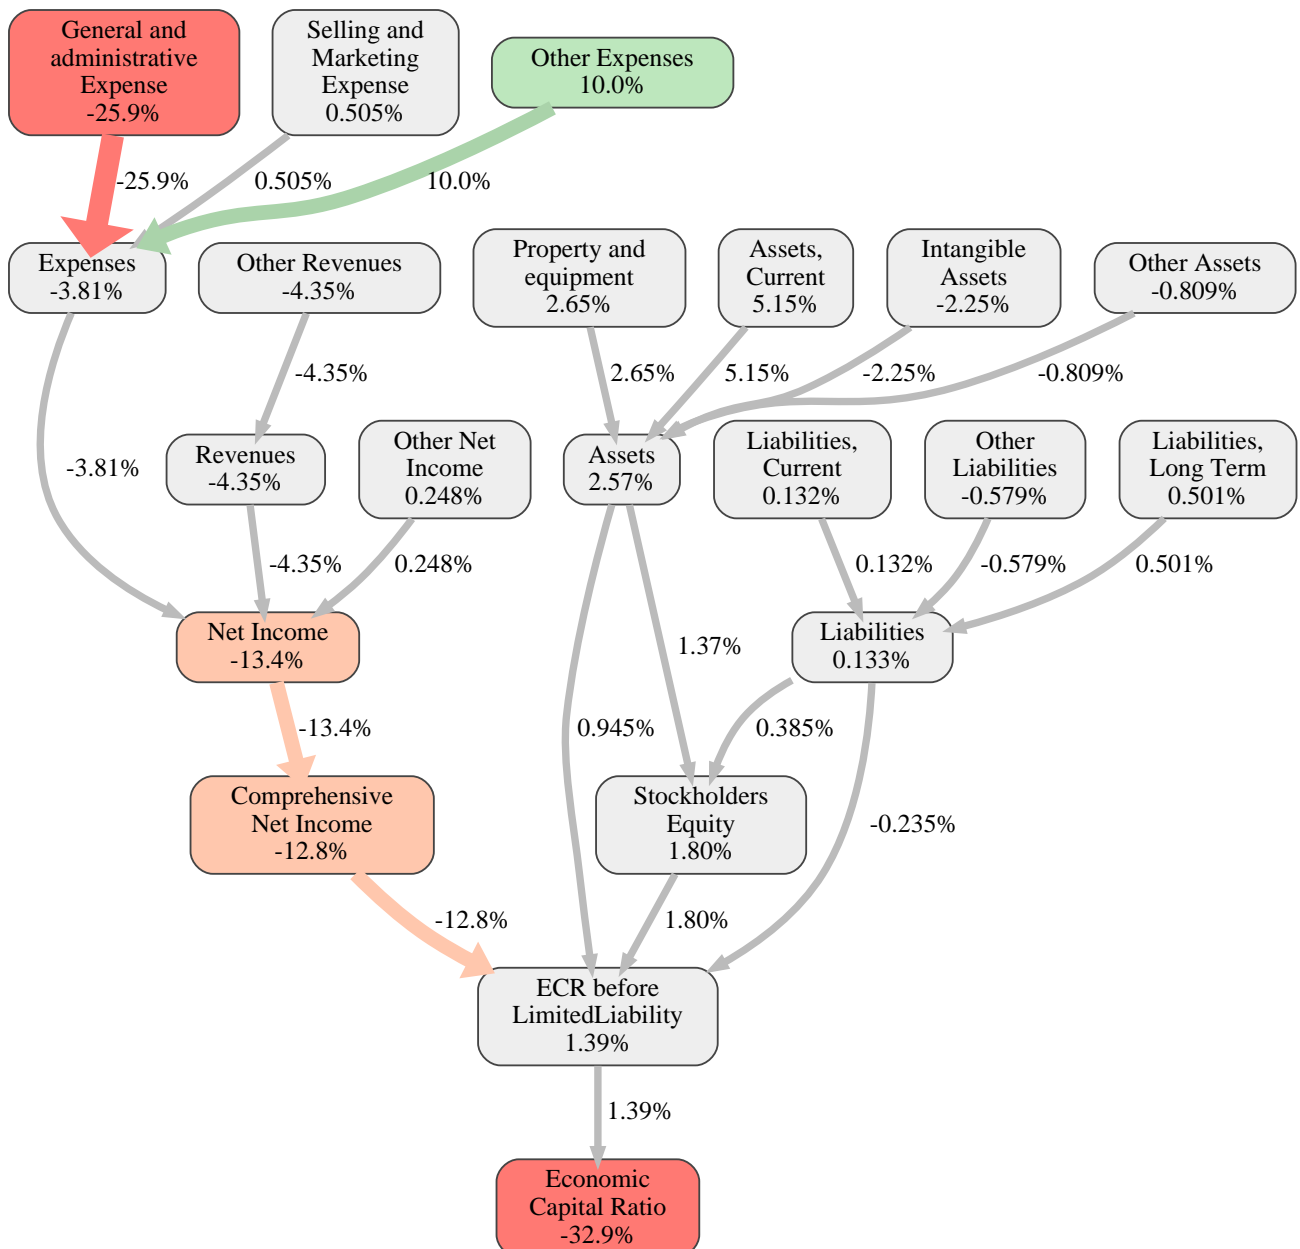 General and
administrative
Expense
-25.9%
Selling and
Marketing
Expense
0.505%
Other Expenses
10.0%
-25.9%
0.505%
10.0%
Expenses
-3.81%
Other Revenues
-4.35%
Property and
equipment
2.65%
Assets,
Current
5.15%
Intangible
Assets
-2.25%
Other Assets
-0.809%
-4.35%
2.65%
5.15%
-2.25%
-0.809%
-3.81%
Revenues
-4.35%
Other Net
Income
0.248%
Assets
2.57%
Liabilities,
Current
0.132%
Other
Liabilities
-0.579%
Liabilities,
Long Term
0.501%
-4.35%
0.248%
0.132%
-0.579%
0.501%
Net Income
-13.4%
1.37%
Liabilities
0.133%
-13.4%
0.945%
0.385%
Comprehensive
Net Income
-12.8%
Stockholders
Equity
1.80%
-0.235%
-12.8%
1.80%
ECR before
LimitedLiability
1.39%
1.39%
Economic
Capital Ratio
-32.9%